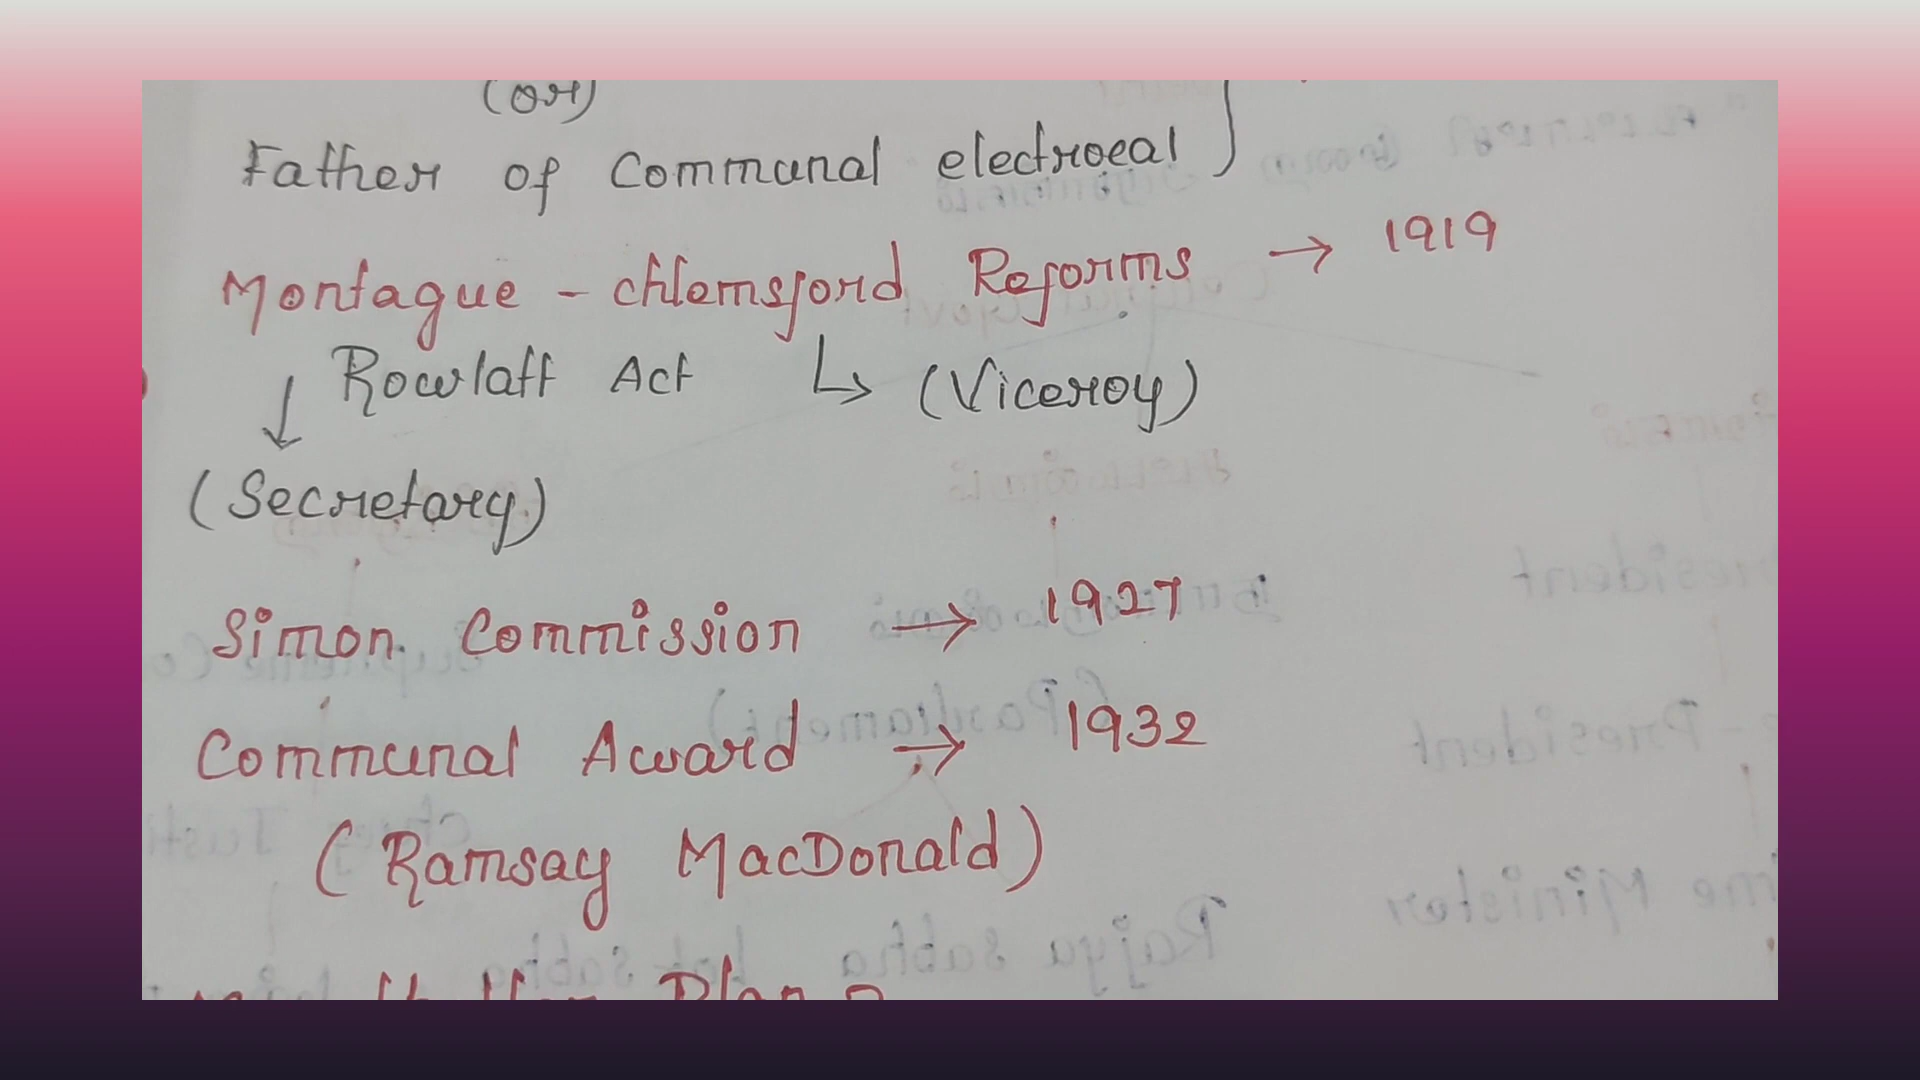 (or)
Father of Communal electroeal
Montague - chlemsford Reforms → 1919
Rowlatt Act ↳ (Viceroy)
↓
(Secretary)
Simon Commission → 1927
Communal Award → 1932
(Ramsay MacDonald)
Plan